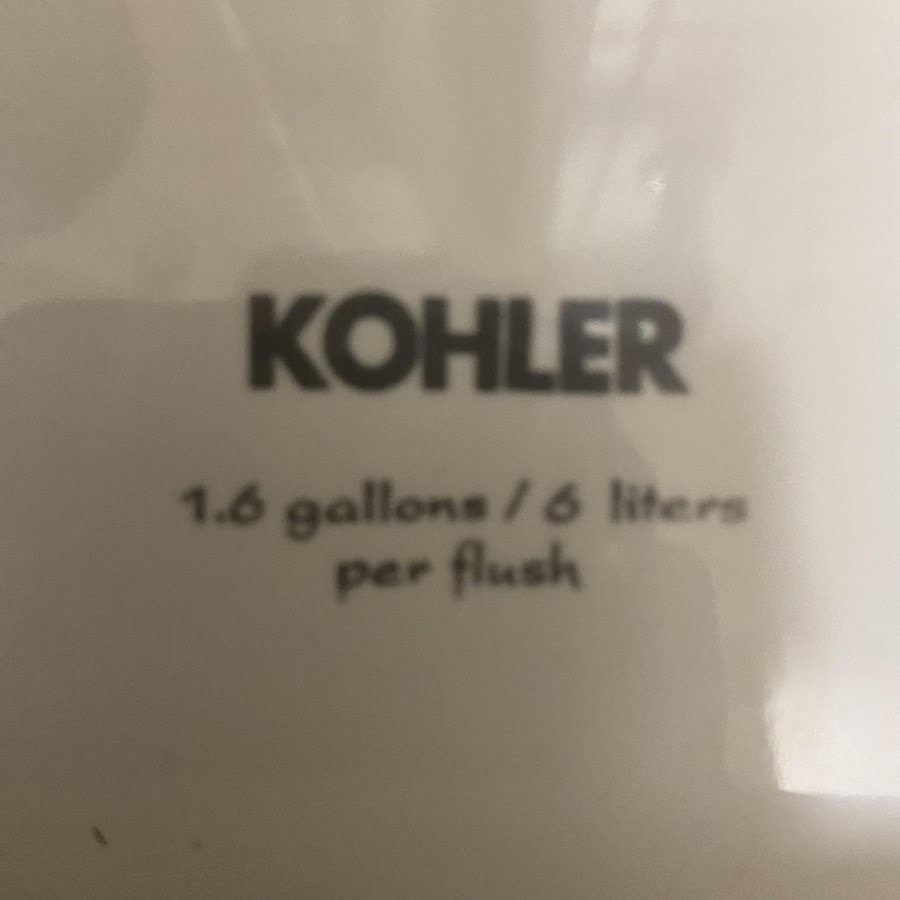 KOHLER
1.6 gallons / 6 liters
per flush